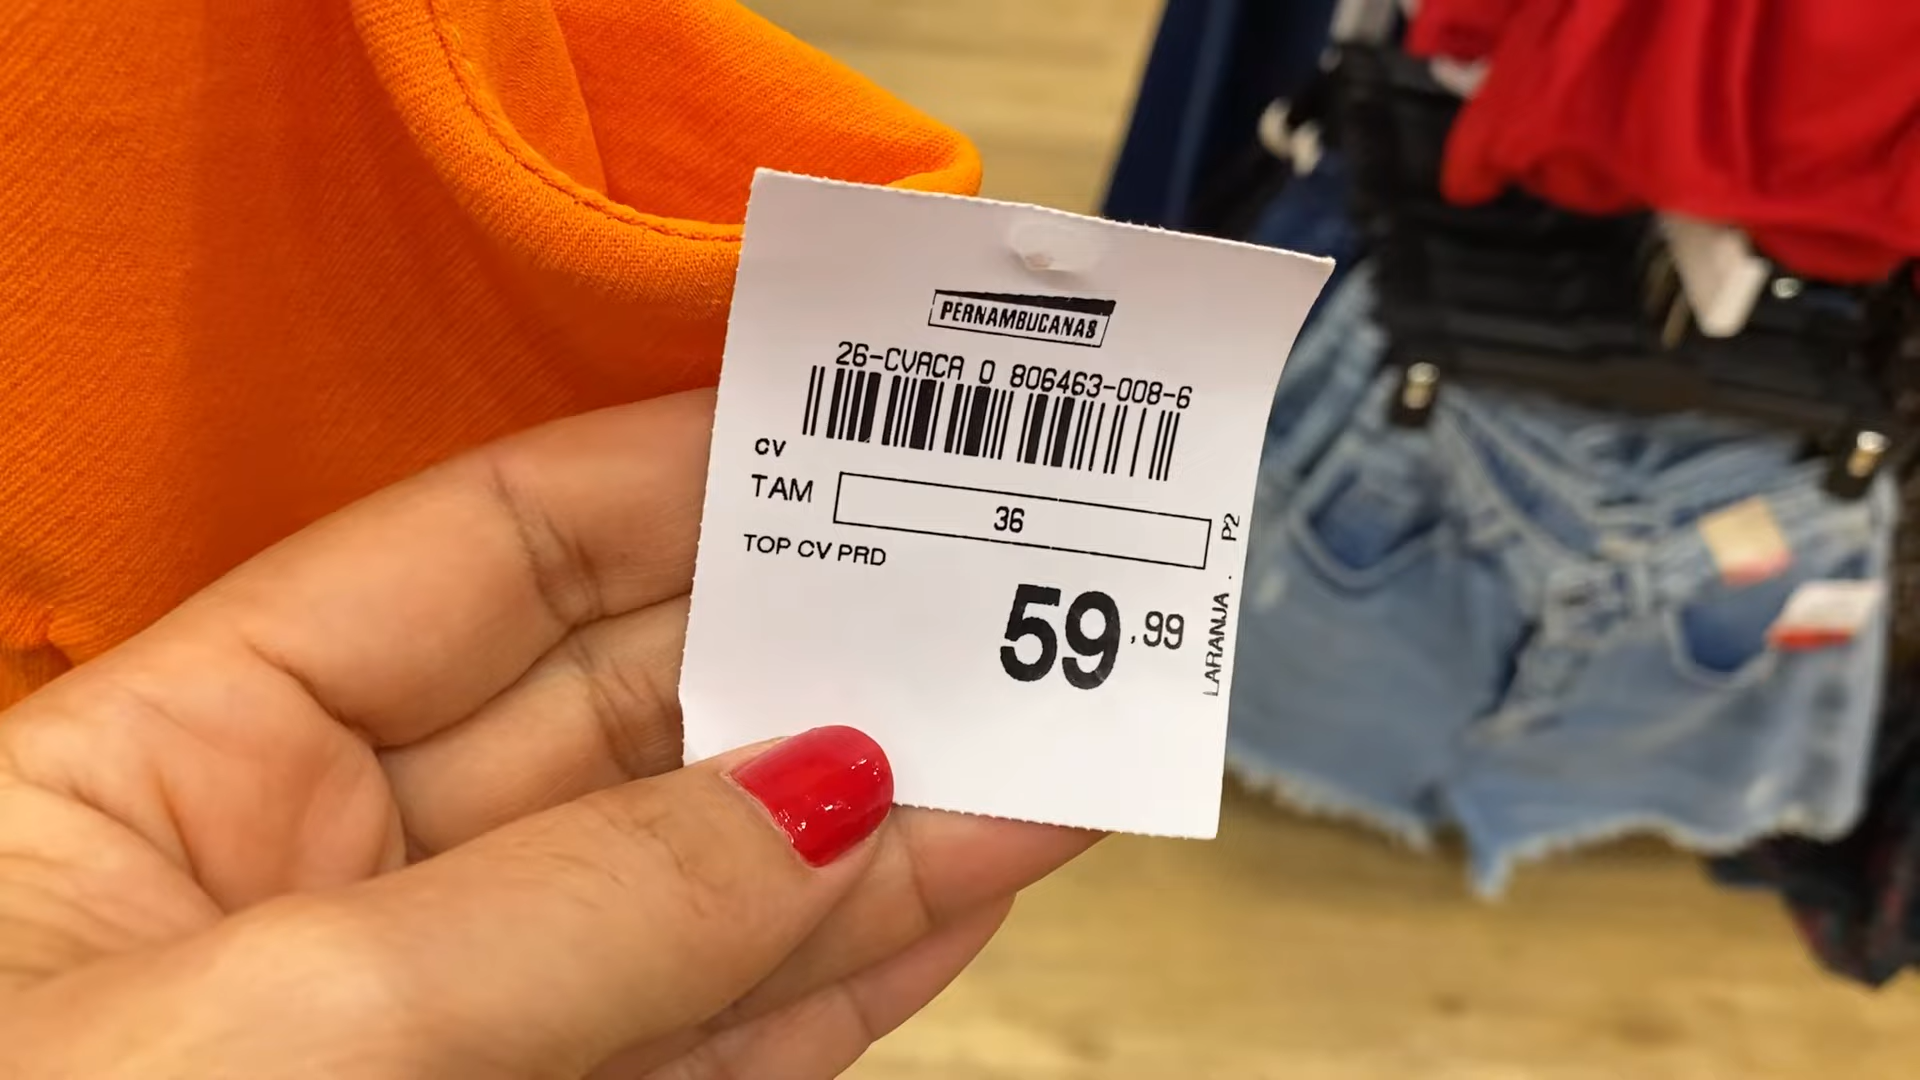 PERNAMBUCANAS
26-CVACA 0 806463-008-6
CV
TAM 36
TOP CV PRD
59,99
LARANJA . P2